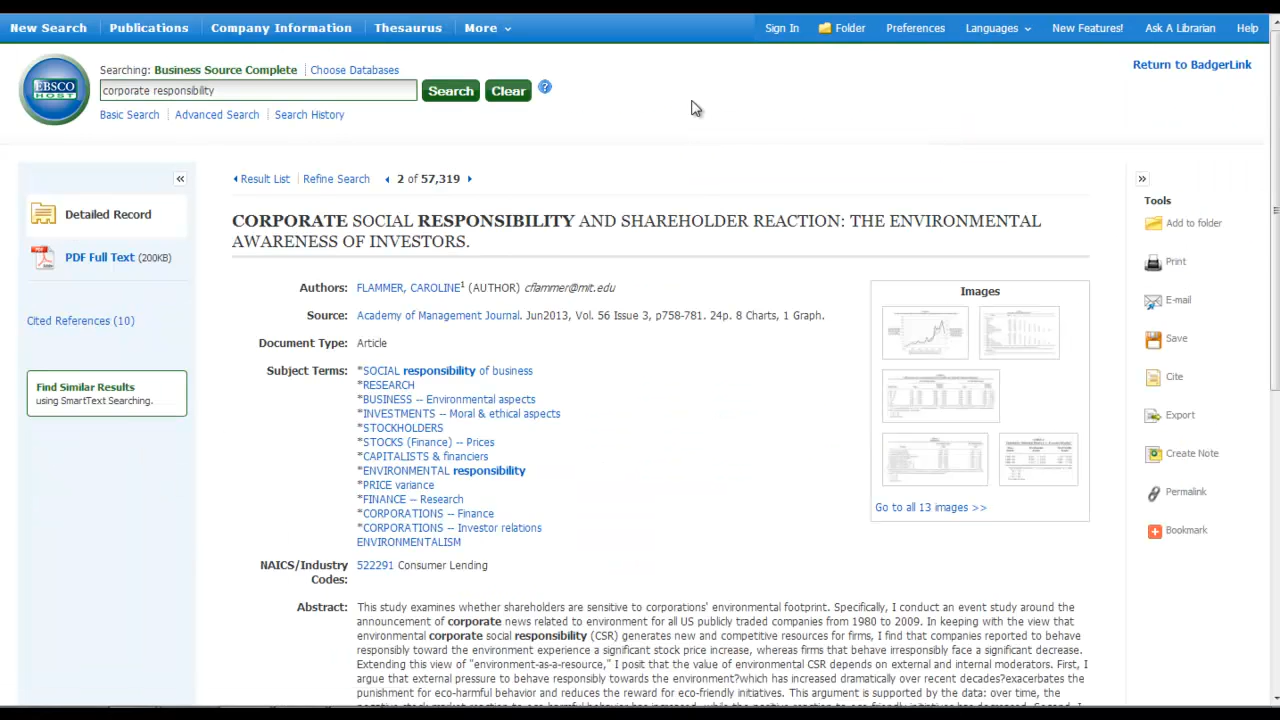 New Search Publications Company Information Thesaurus More Sign In Folder Preferences Languages New Features! Ask A Librarian Help
Searching: Business Source Complete Choose Databases
Return to BadgerLink
EBSCO
HOST
corporate responsibility Search Clear ?
Basic Search Advanced Search Search History
« Result List Refine Search 2 of 57,319 »
Detailed Record
PDF Full Text (200KB)
Cited References (10)
Find Similar Results
using SmartText Searching.
CORPORATE SOCIAL RESPONSIBILITY AND SHAREHOLDER REACTION: THE ENVIRONMENTAL
AWARENESS OF INVESTORS.
Authors: FLAMMER, CAROLINE1 (AUTHOR) cflammer@mit.edu
Source: Academy of Management Journal. Jun2013, Vol. 56 Issue 3, p758-781. 24p. 8 Charts, 1 Graph.
Document Type: Article
Subject Terms: *SOCIAL responsibility of business
*RESEARCH
*BUSINESS -- Environmental aspects
*INVESTMENTS -- Moral & ethical aspects
*STOCKHOLDERS
*STOCKS (Finance) -- Prices
*CAPITALISTS & financiers
*ENVIRONMENTAL responsibility
*PRICE variance
*FINANCE -- Research
*CORPORATIONS -- Finance
*CORPORATIONS -- Investor relations
ENVIRONMENTALISM
NAICS/Industry
Codes: 522291 Consumer Lending
Abstract: This study examines whether shareholders are sensitive to corporations' environmental footprint. Specifically, I conduct an event study around the
announcement of corporate news related to environment for all US publicly traded companies from 1980 to 2009. In keeping with the view that
environmental corporate social responsibility (CSR) generates new and competitive resources for firms, I find that companies reported to behave
responsibly toward the environment experience a significant stock price increase, whereas firms that behave irresponsibly face a significant decrease.
Extending this view of "environment-as-a-resource," I posit that the value of environmental CSR depends on external and internal moderators. First, I
argue that external pressure to behave responsibly towards the environment?which has increased dramatically over recent decades?exacerbates the
punishment for eco-harmful behavior and reduces the reward for eco-friendly initiatives. This argument is supported by the data: over time, the
Images
Go to all 13 images >>
Tools
Add to folder
Print
E-mail
Save
Cite
Export
Create Note
Permalink
Bookmark